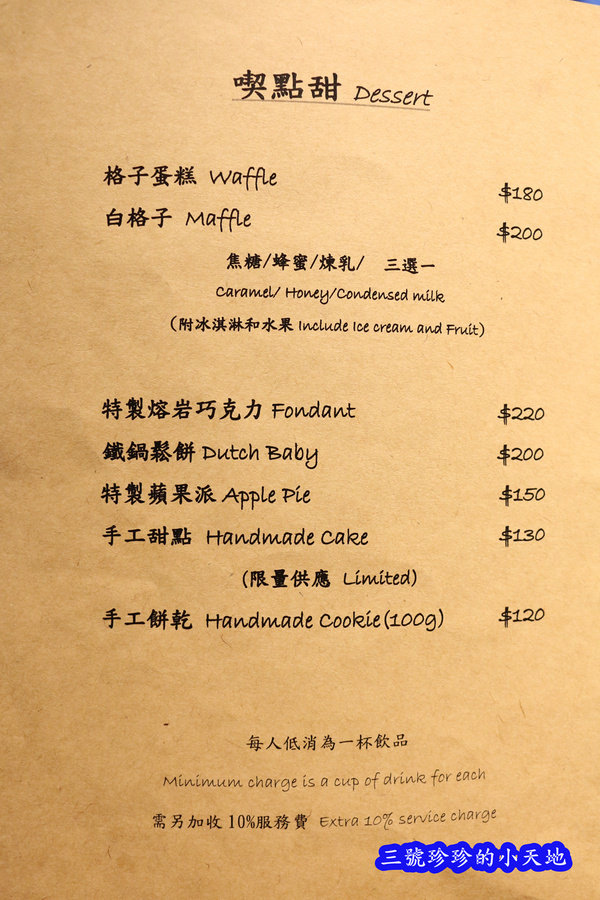 喫點甜 Dessert
格子蛋糕 Waffle $180
白格子 Maffle $200
焦糖/蜂蜜/煉乳/ 三選一
Caramel/ Honey/Condensed milk
(附冰淇淋和水果 Include Ice cream and Fruit)
特製熔岩巧克力 Fondant $220
鐵鍋鬆餅 Dutch Baby $200
特製蘋果派 Apple Pie $150
手工甜點 Handmade Cake $130
(限量供應 Limited)
手工餅乾 Handmade Cookie(100g) $120
每人低消為一杯飲品
Minimum charge is a cup of drink for each
需另加收 10%服務費 Extra 10% service charge
三號珍珍的小天地